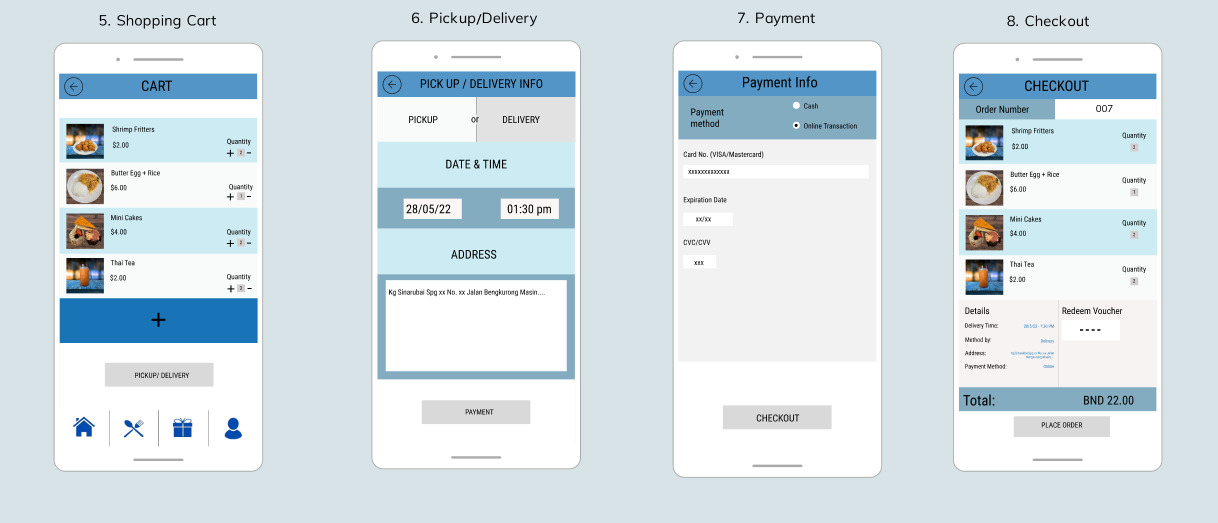 5. Shopping Cart
CART
Shrimp Fritters
$2.00
Quantity
+ 2 -
Butter Egg + Rice
$6.00
Quantity
+ 1 -
Mini Cakes
$4.00
Quantity
+ 2 -
Thai Tea
$2.00
Quantity
+ 2 -
+
PICKUP/ DELIVERY
6. Pickup/Delivery
PICK UP / DELIVERY INFO
PICKUP or DELIVERY
DATE & TIME
28/05/22 01:30 pm
ADDRESS
Kg Sinarubai Spg xx No. xx Jalan Bengkurong Masin....
PAYMENT
7. Payment
Payment Info
Payment
method
Cash
Online Transaction
Card No. (VISA/Mastercard)
xxxxxxxxxxxxx
Expiration Date
xx/xx
CVC/CVV
xxx
CHECKOUT
8. Checkout
CHECKOUT
Order Number 007
Shrimp Fritters
$2.00
Quantity
2
Butter Egg + Rice
$6.00
Quantity
1
Mini Cakes
$4.00
Quantity
2
Thai Tea
$2.00
Quantity
2
Details
Delivery Time:
Method by: Delivery
Address:
Payment Method: Online
Redeem Voucher
----
Total: BND 22.00
PLACE ORDER